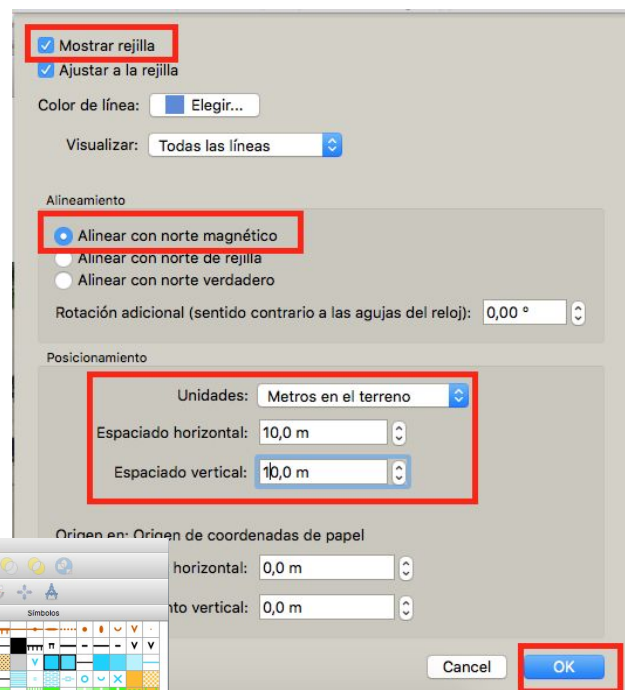 Mostrar rejilla
Ajustar a la rejilla
Color de línea: Elegir...
Visualizar: Todas las líneas
Alineamiento
Alinear con norte magnético
Alinear con norte de rejilla
Alinear con norte verdadero
Rotación adicional (sentido contrario a las agujas del reloj): 0,00 °
Posicionamiento
Unidades: Metros en el terreno
Espaciado horizontal: 10,0 m
Espaciado vertical: 10,0 m
Origen en: Origen de coordenadas de papel
horizontal: 0,0 m
vertical: 0,0 m
Símbolos
Cancel OK